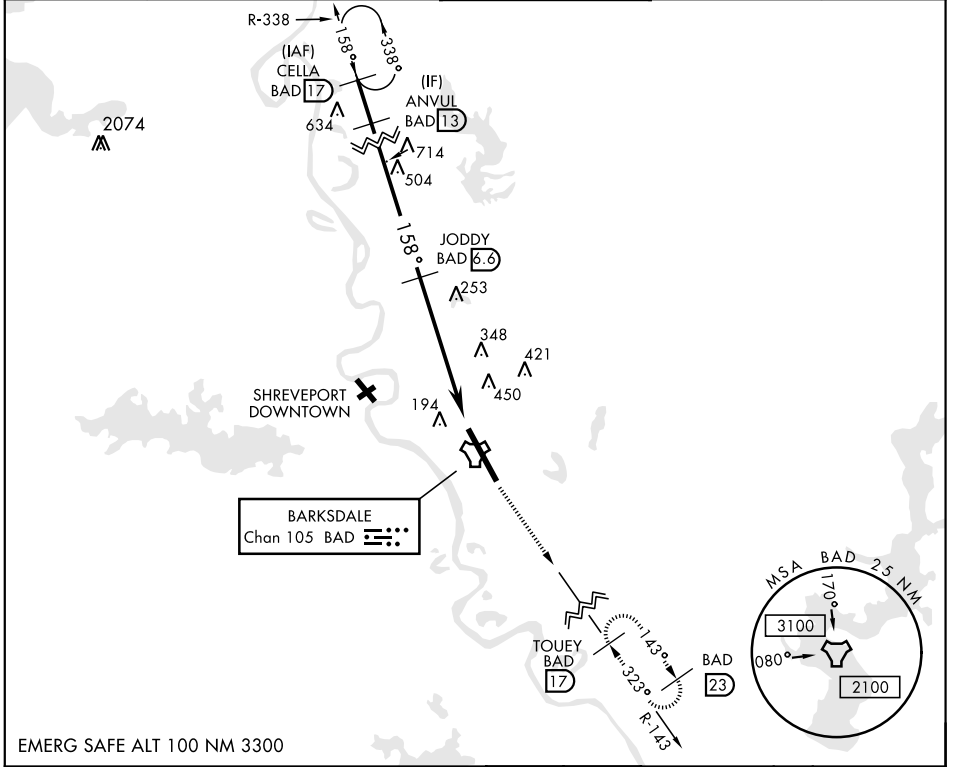 R-338
158°
338°
(IAF)
CELLA
BAD 17
(IF)
ANVUL
BAD 13
634
2074
714
504
158°
JODDY
BAD 6.6
253
348
421
450
SHREVEPORT
DOWNTOWN
194
BARKSDALE
Chan 105 BAD
MSA BAD 25 NM
170°
3100
080°
2100
TOUEY
BAD
17
143°
323°
BAD
23
R-143
EMERG SAFE ALT 100 NM 3300